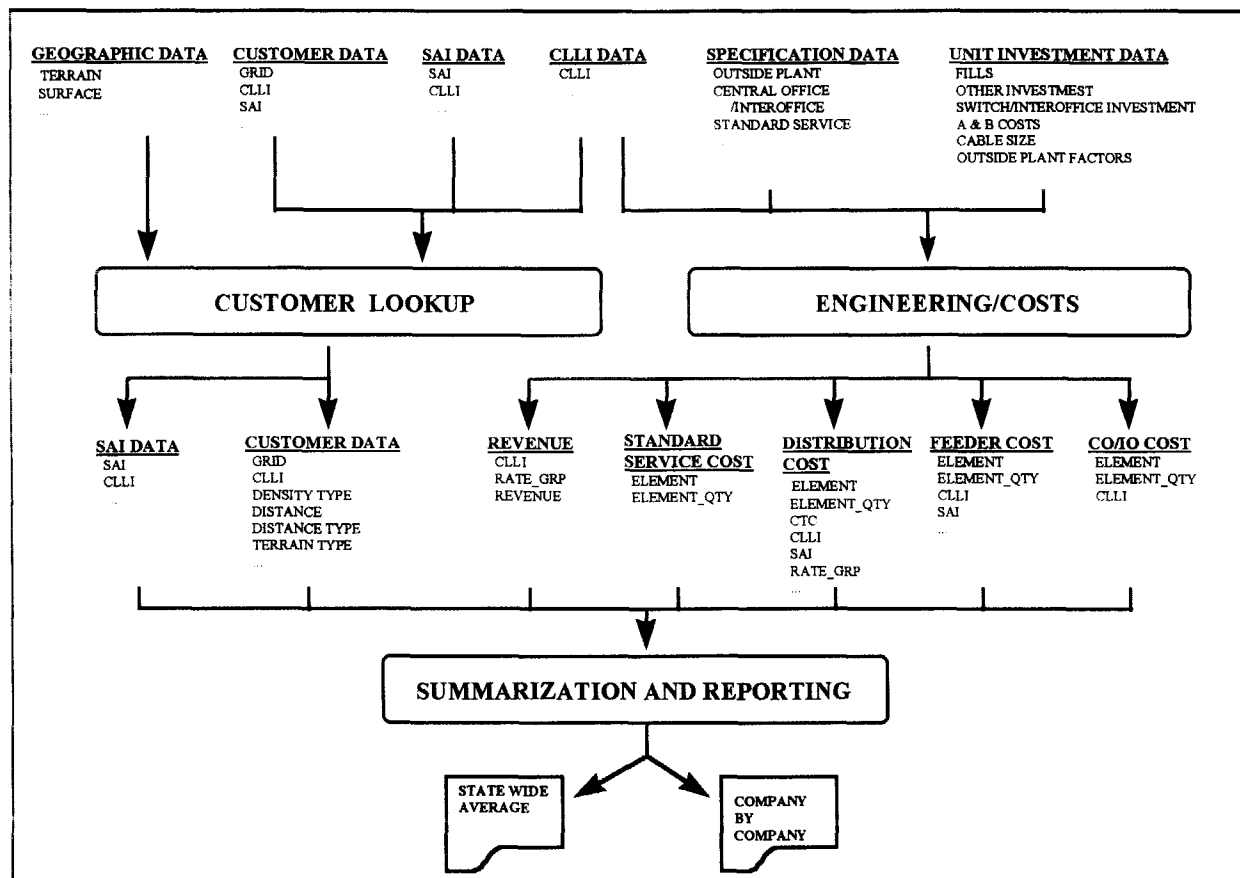 GEOGRAPHIC DATA
TERRAIN
SURFACE
...
CUSTOMER DATA
GRID
CLLI
SAI
.
SAI DATA
SAI
CLLI
...
CLLI DATA
CLLI
.
SPECIFICATION DATA
OUTSIDE PLANT
CENTRAL OFFICE
/INTEROFFICE
STANDARD SERVICE
.
UNIT INVESTMENT DATA
FILLS
OTHER INVESTMEST
SWITCH/INTEROFFICE INVESTMENT
A & B COSTS
CABLE SIZE
OUTSIDE PLANT FACTORS
CUSTOMER LOOKUP
ENGINEERING/COSTS
SAI DATA
SAI
CLLI
...
CUSTOMER DATA
GRID
CLLI
DENSITY TYPE
DISTANCE
DISTANCE TYPE
TERRAIN TYPE
...
REVENUE
CLLI
RATE_GRP
REVENUE
STANDARD
SERVICE COST
ELEMENT
ELEMENT_QTY
DISTRIBUTION
COST
ELEMENT
ELEMENT_QTY
CTC
CLLI
SAI
RATE_GRP
...
FEEDER COST
ELEMENT
ELEMENT_QTY
CLLI
SAI
...
CO/IO COST
ELEMENT
ELEMENT_QTY
CLLI
SUMMARIZATION AND REPORTING
STATE WIDE
AVERAGE
COMPANY
BY
COMPANY